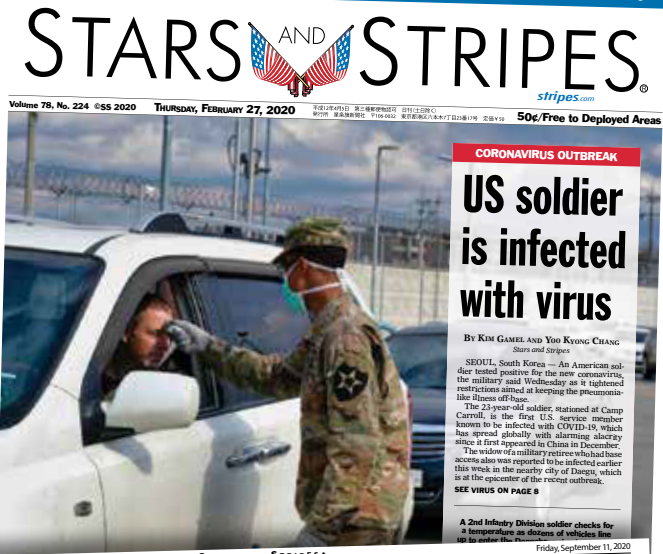 STARS AND STRIPES®
stripes.com
Volume 78, No. 224 ©SS 2020 THURSDAY, FEBRUARY 27, 2020 50¢/Free to Deployed Areas
CORONAVIRUS OUTBREAK
US soldier
is infected
with virus
BY KIM GAMEL AND YOO KYONG CHANG
Stars and Stripes
SEOUL, South Korea — An American sol-
dier tested positive for the new coronavirus,
the military said Wednesday as it tightened
restrictions aimed at keeping the pneumonia-
like illness off-base.
The 23-year-old soldier, stationed at Camp
Carroll, is the first U.S. service member
known to be infected with COVID-19, which
has spread globally with alarming alacrity
since it first appeared in China in December.
The widow of a military retiree who had base
access also was reported to be infected earlier
this week in the nearby city of Daegu, which
is at the epicenter of the recent outbreak.
SEE VIRUS ON PAGE 8
A 2nd Infantry Division soldier checks for
a temperature as dozens of vehicles line
up to enter the
Friday, September 11, 2020